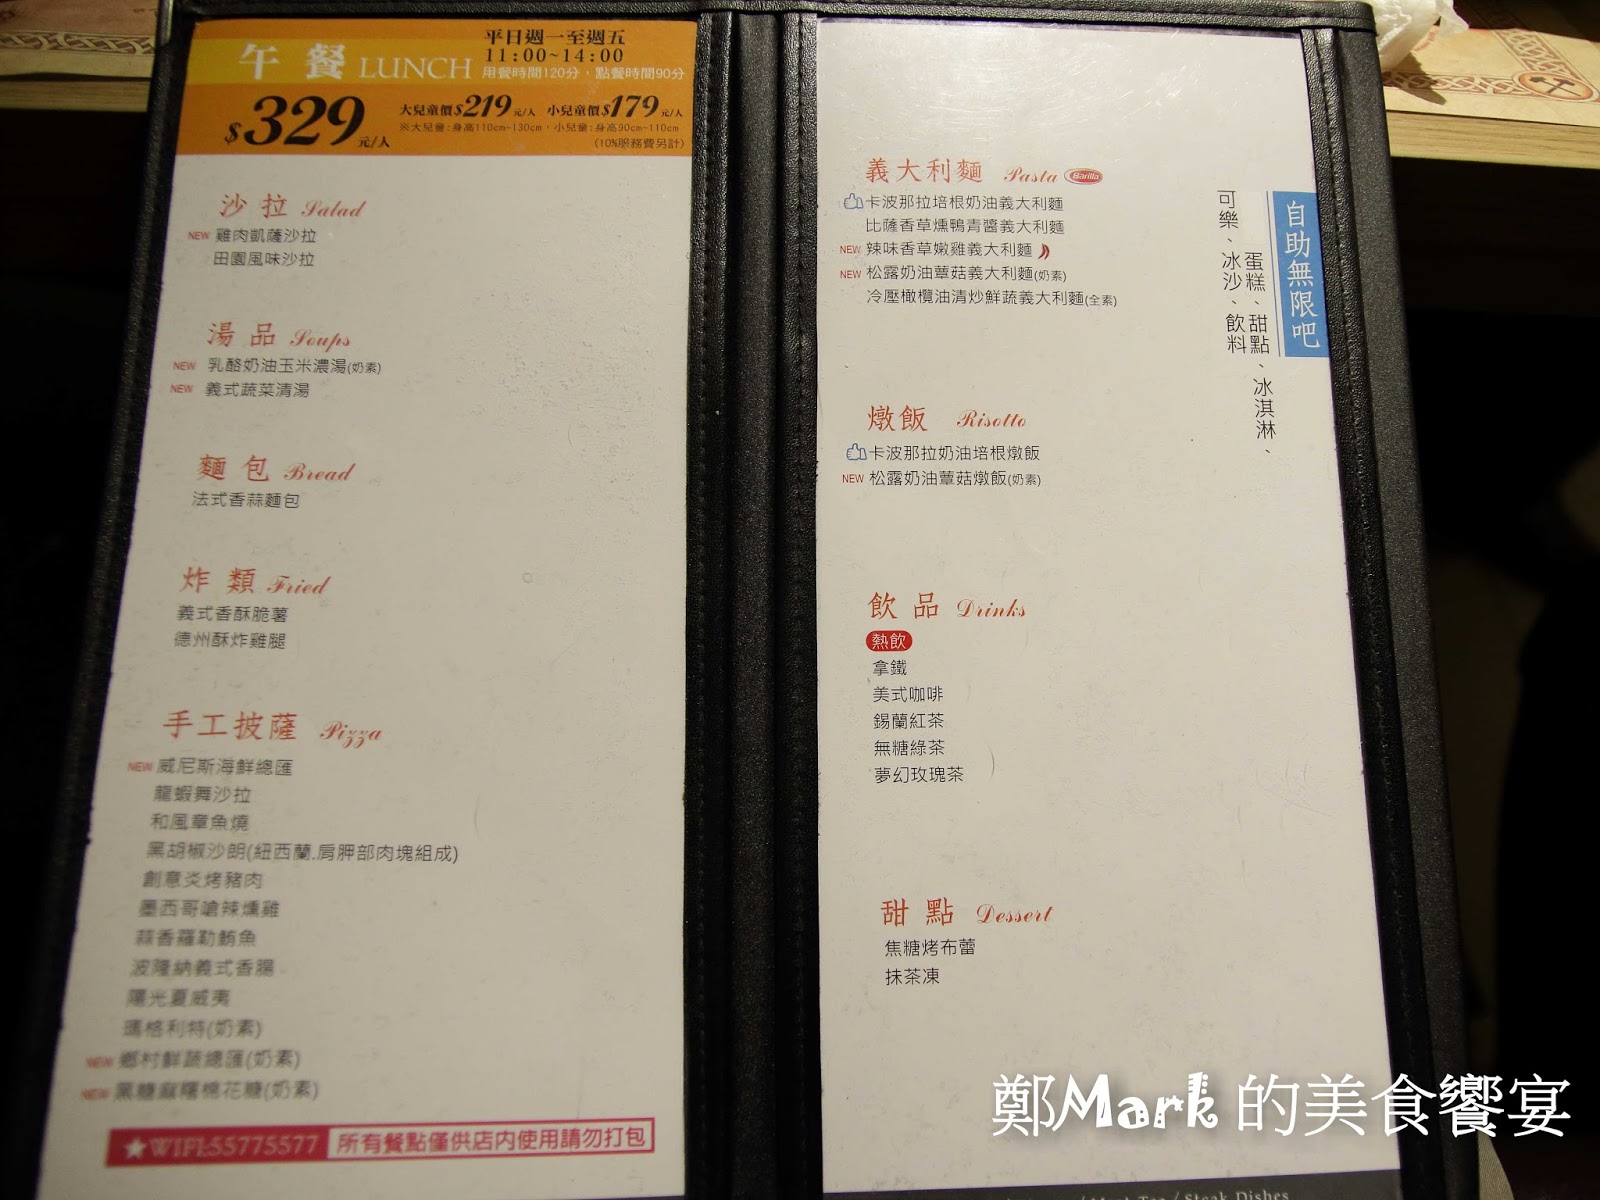 午餐 LUNCH
平日週一至週五
11:00~14:00
用餐時間120分，點餐時間90分
$329元/人
大兒童價$219元/人 小兒童價$179元/人
※大兒童:身高110cm~130cm，小兒童:身高90cm~110cm
(10%服務費另計)
沙拉 Salad
NEW 雞肉凱薩沙拉
田園風味沙拉
湯品 Soups
NEW 乳酪奶油玉米濃湯(奶素)
NEW 義式蔬菜清湯
麵包 Bread
法式香蒜麵包
炸類 Fried
義式香酥脆薯
德州酥炸雞腿
手工披薩 Pizza
NEW 威尼斯海鮮總匯
龍蝦舞沙拉
和風章魚燒
黑胡椒沙朗(紐西蘭.肩胛部肉塊組成)
創意炎烤豬肉
墨西哥嗆辣燻雞
蒜香羅勒鮪魚
波隆納義式香腸
陽光夏威夷
瑪格利特(奶素)
NEW 鄉村鮮蔬總匯(奶素)
NEW 黑糖麻糬棉花糖(奶素)
★WIFI:55775577 所有餐點僅供店内使用請勿打包
義大利麵 Pasta Barilla
卡波那拉培根奶油義大利麵
比薩香草燻鴨青醬義大利麵
NEW 辣味香草嫩雞義大利麵
NEW 松露奶油蕈菇義大利麵(奶素)
冷壓橄欖油清炒鮮蔬義大利麵(全素)
自助無限吧
蛋糕、甜點、冰淇淋、
可樂、冰沙、飲料
燉飯 Risotto
卡波那拉奶油培根燉飯
NEW 松露奶油蕈菇燉飯(奶素)
飲品 Drinks
熱飲
拿鐵
美式咖啡
錫蘭紅茶
無糖綠茶
夢幻玫瑰茶
甜點 Dessert
焦糖烤布蕾
抹茶凍
鄭Mark 的美食饗宴
/ Steak Dishes